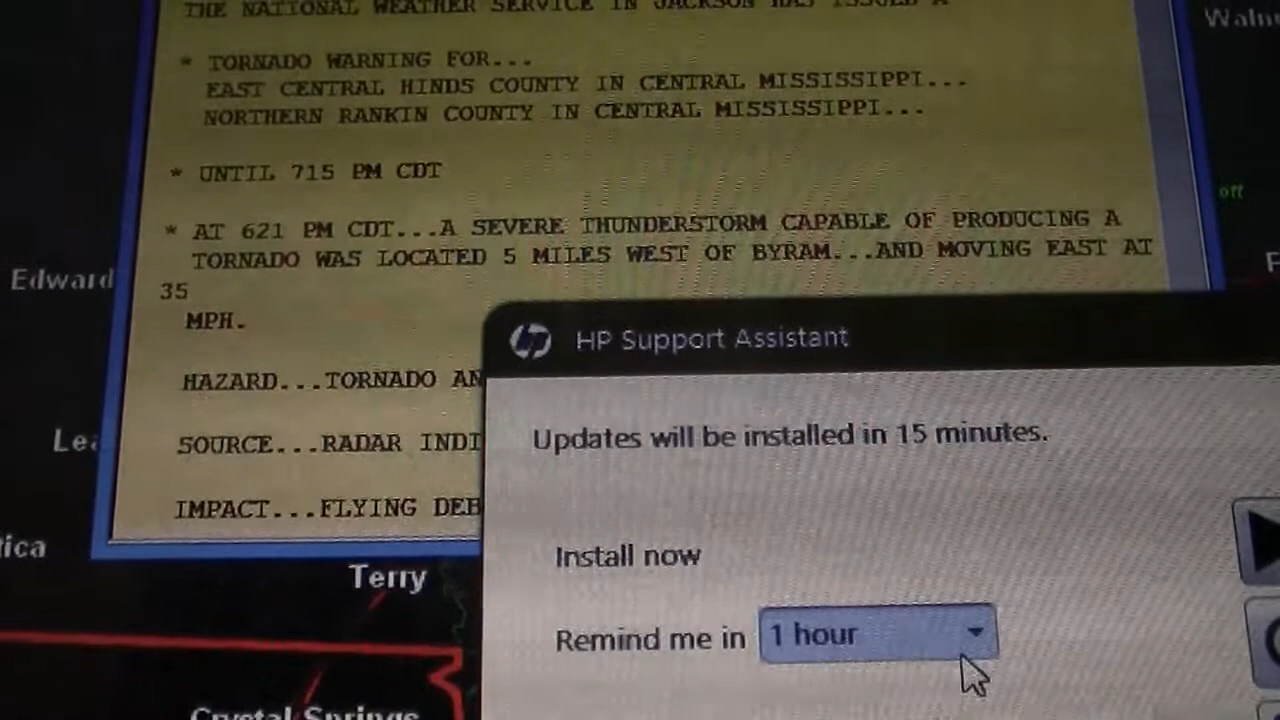 THE NATIONAL WEATHER SERVICE IN JACKSON HAS ISSUED A
* TORNADO WARNING FOR...
EAST CENTRAL HINDS COUNTY IN CENTRAL MISSISSIPPI...
NORTHERN RANKIN COUNTY IN CENTRAL MISSISSIPPI...
* UNTIL 715 PM CDT
* AT 621 PM CDT...A SEVERE THUNDERSTORM CAPABLE OF PRODUCING A
TORNADO WAS LOCATED 5 MILES WEST OF BYRAM...AND MOVING EAST AT
35
MPH.
HAZARD...TORNADO AN
SOURCE...RADAR INDI
IMPACT...FLYING DEB
Edward
Lea
ica
Terry
Crystal Springs
Waln
off
hp HP Support Assistant
Updates will be installed in 15 minutes.
Install now
Remind me in 1 hour